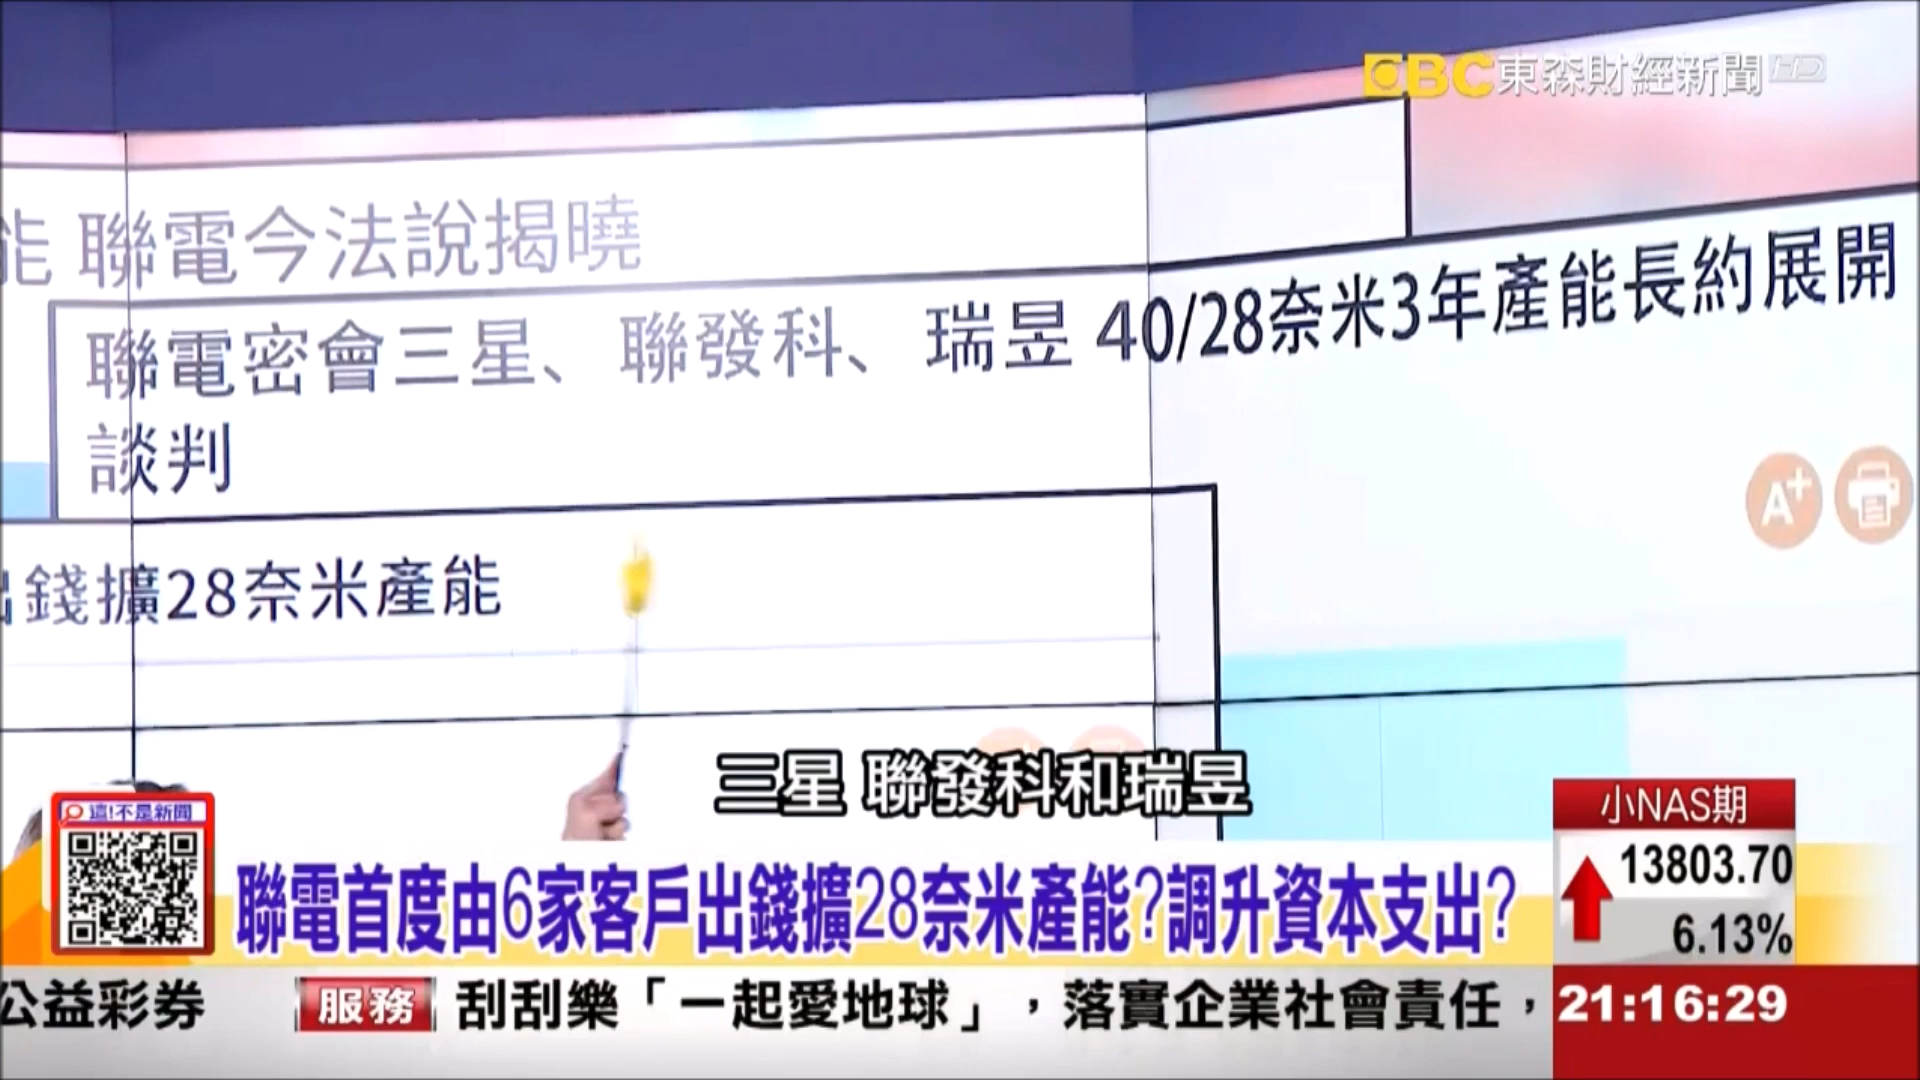 EBC東森財經新聞HD
能 聯電今法說揭曉
聯電密會三星、聯發科、瑞昱 40/28奈米3年產能長約展開
談判
出錢擴28奈米產能
A+
三星 聯發科和瑞昱
這!不是新聞
聯電首度由6家客戶出錢擴28奈米產能?調升資本支出?
小NAS期
13803.70
6.13%
公益彩券 服務 刮刮樂「一起愛地球」,落實企業社會責任,
21:16:29